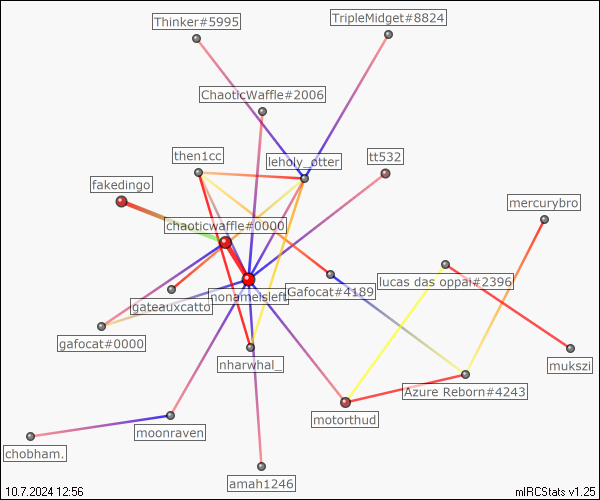 Thinker#5995
TripleMidget#8824
ChaoticWaffle#2006
then1cc
leholy_otter
tt532
fakedingo
mercurybro
chaoticwaffle#0000
lucas das oppai#2396
nonameisleft
Gafocat#4189
gateauxcatto
gafocat#0000
nharwhal_
mukszi
Azure Reborn#4243
motorthud
moonraven
chobham.
amah1246
10.7.2024 12:56
mIRCStats v1.25